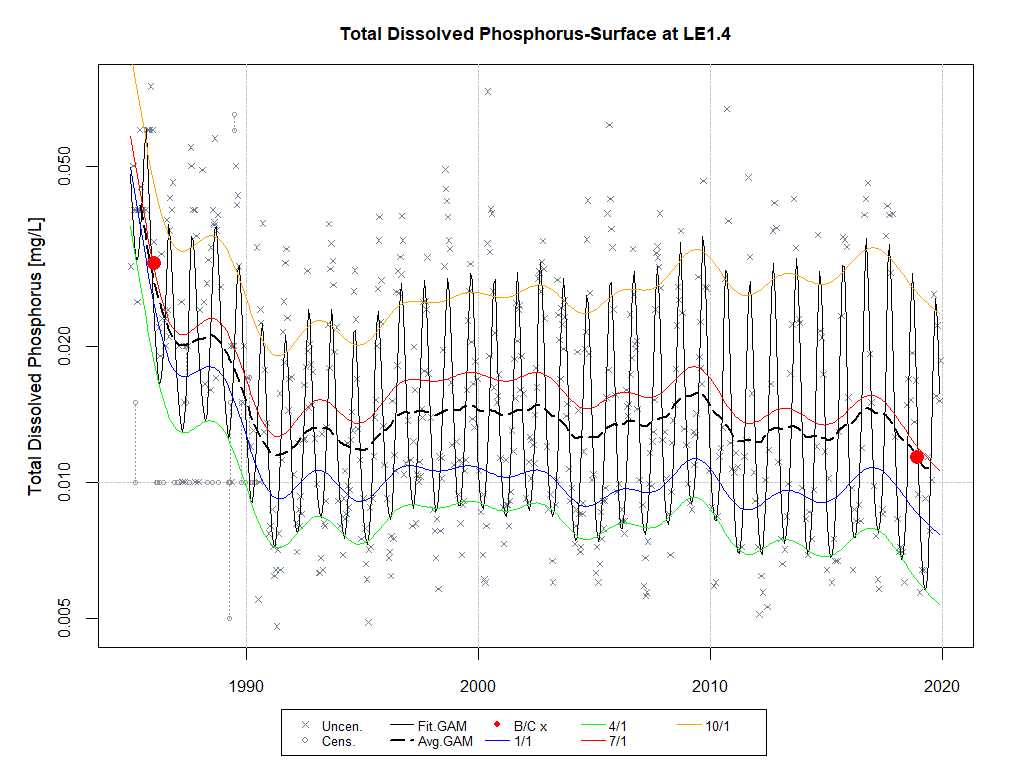 Total Dissolved Phosphorus-Surface at LE1.4
Total Dissolved Phosphorus [mg/L]
0.050
0.020
0.010
0.005
1990 2000 2010 2020
Uncen. Fit.GAM B/C x 4/1 10/1
Cens. Avg.GAM 1/1 7/1